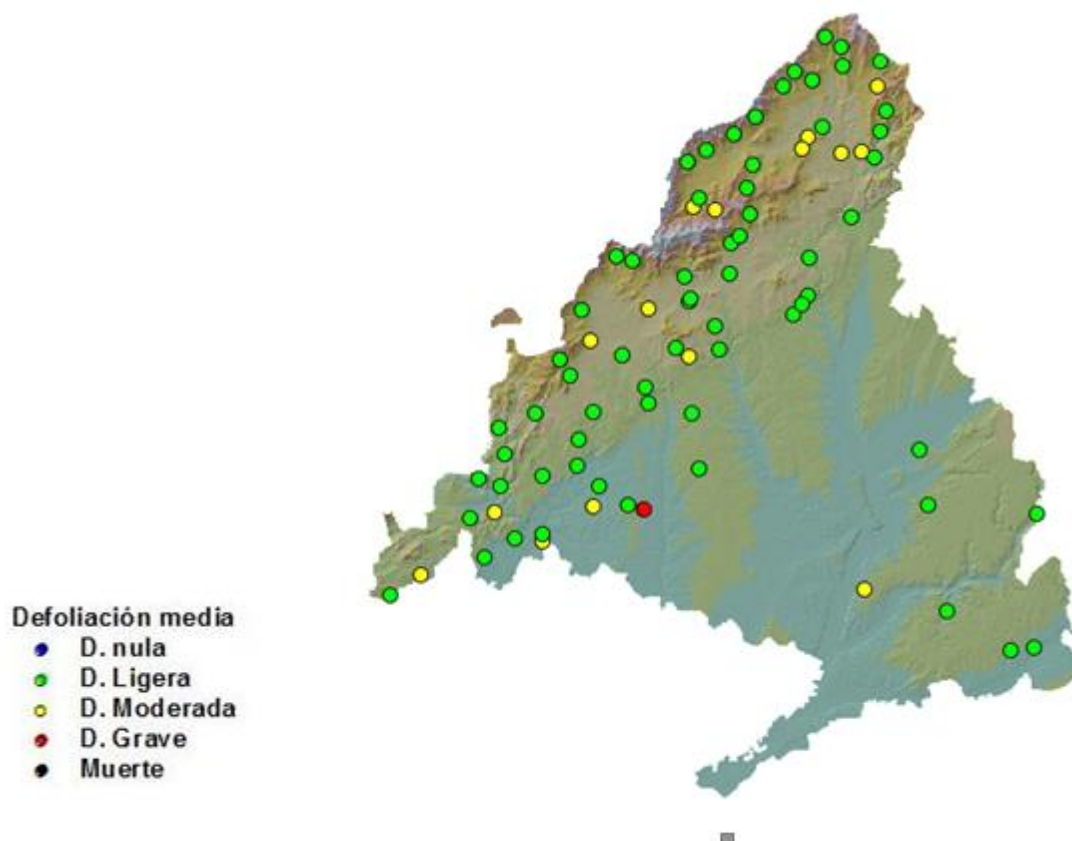 Defoliación media
D. nula
D. Ligera
D. Moderada
D. Grave
Muerte